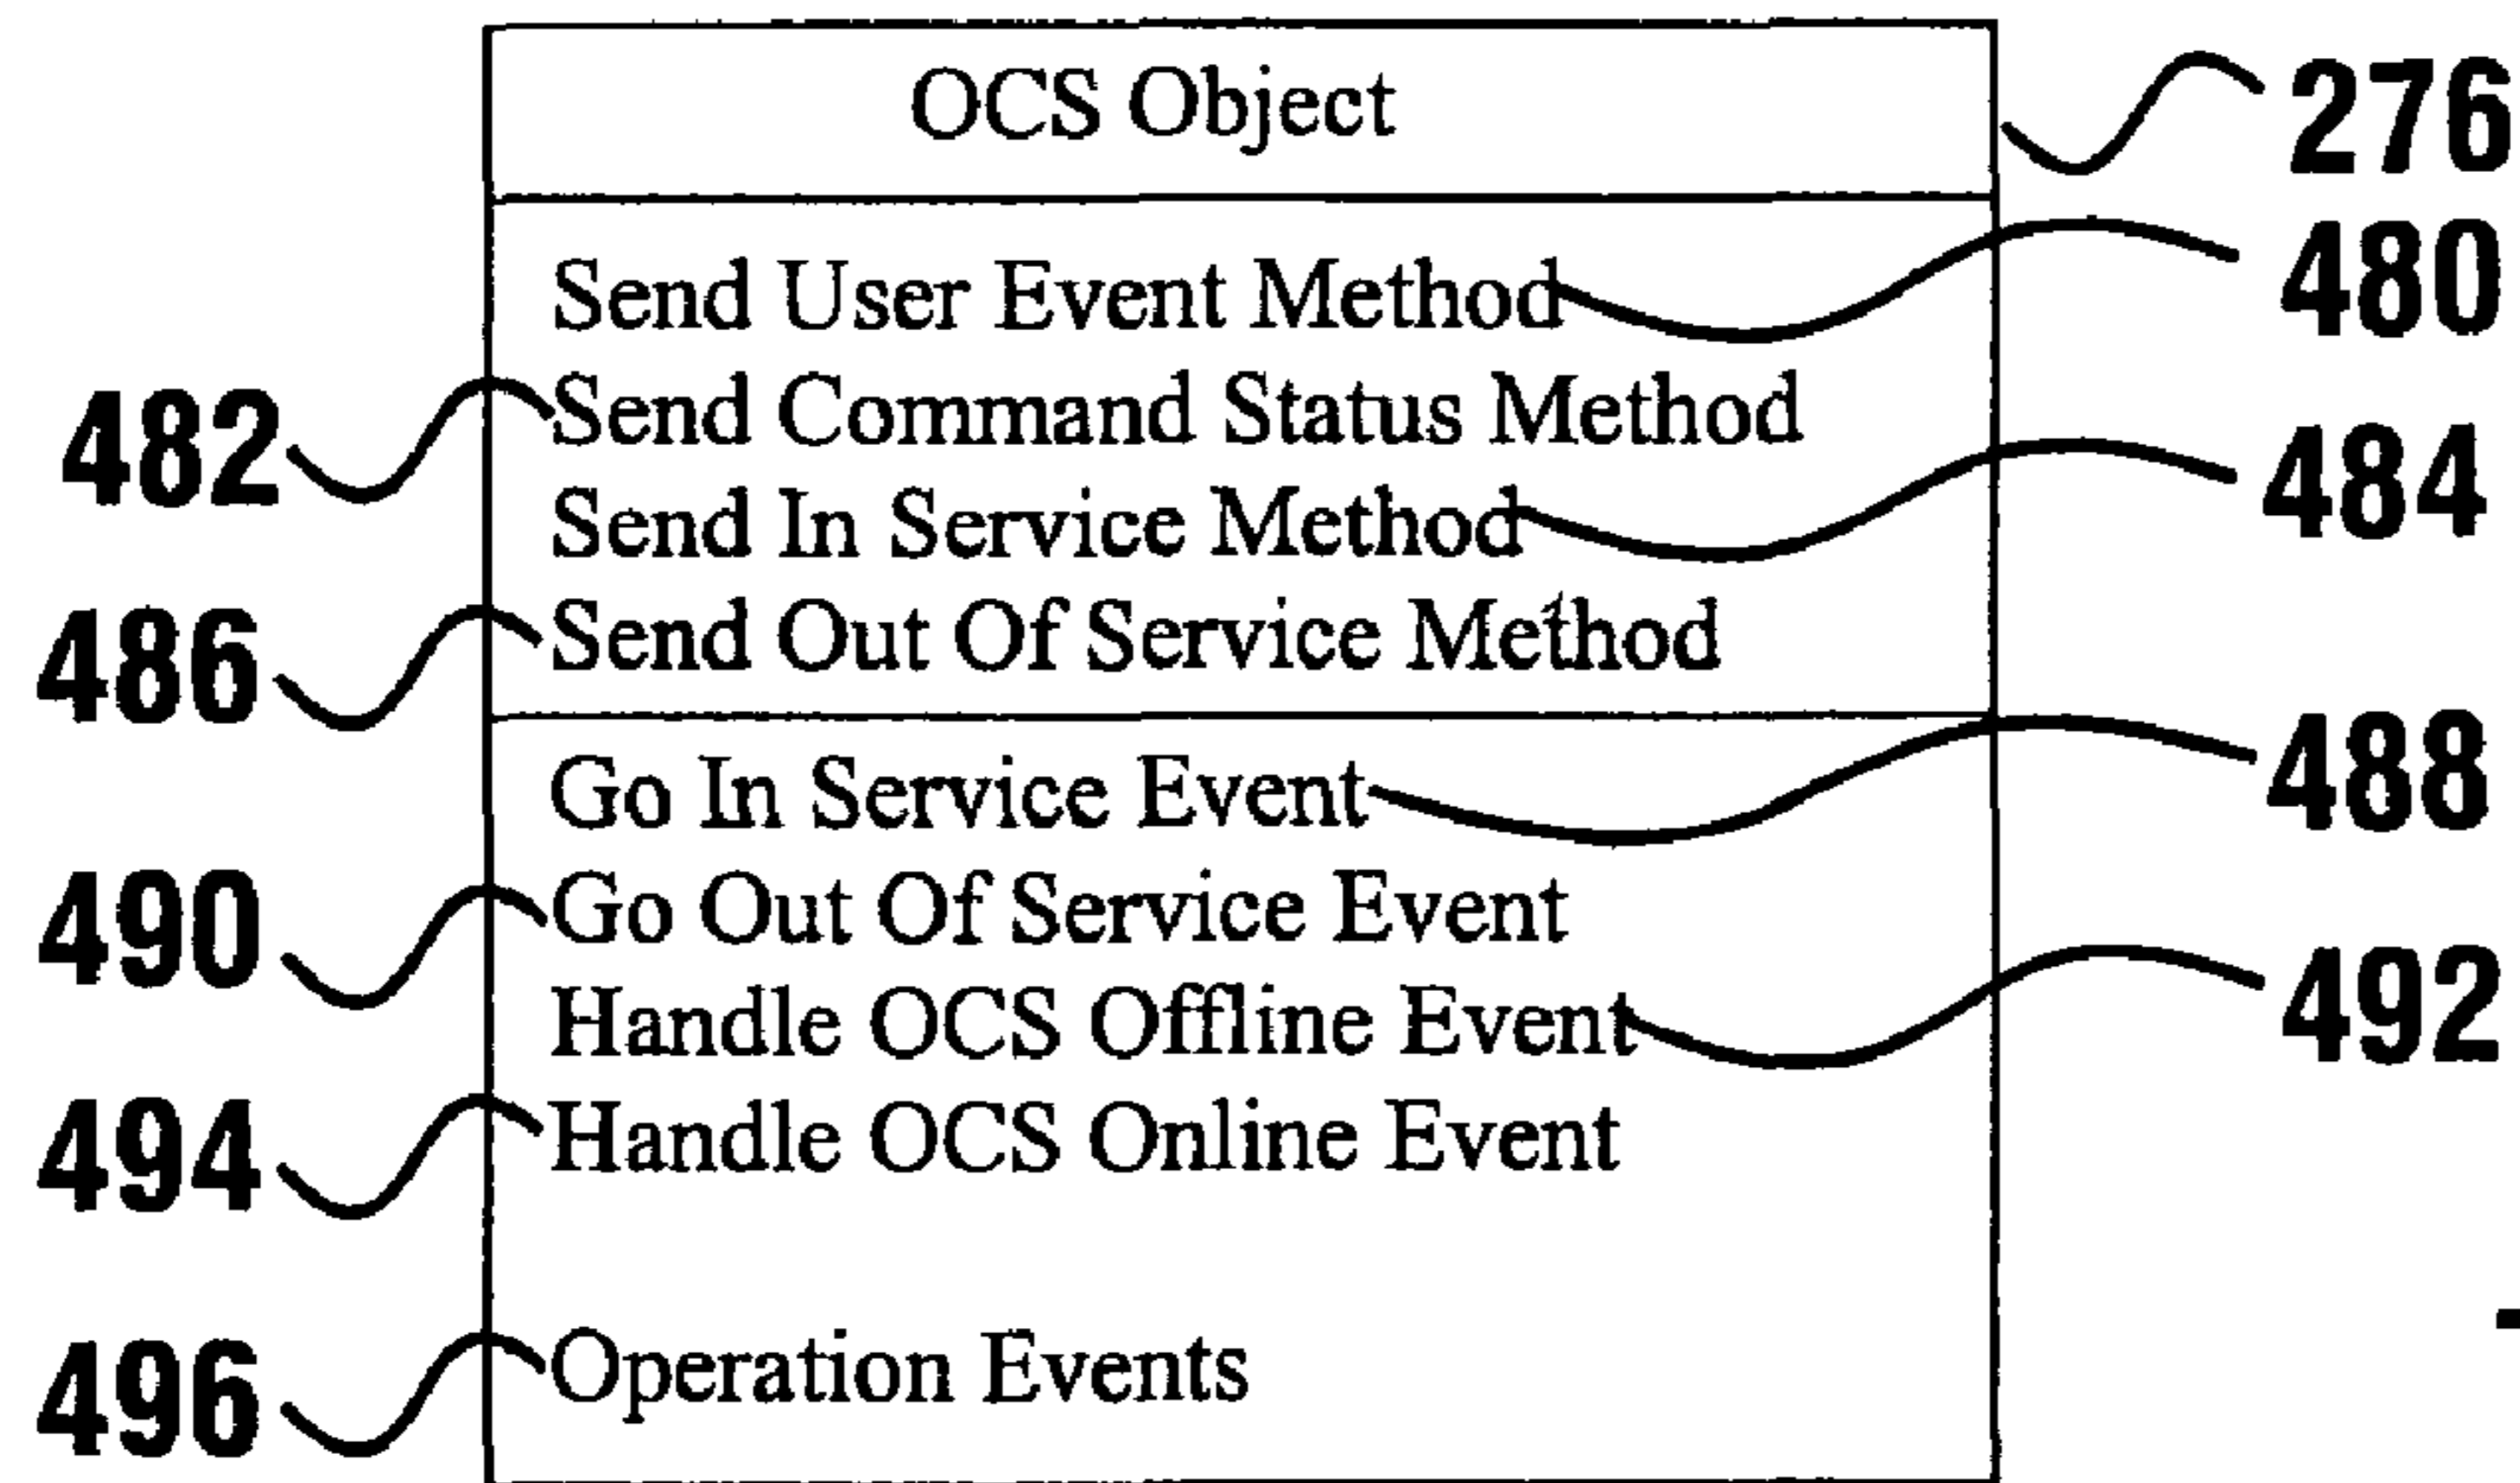 OCS Object 276
Send User Event Method 480
482 Send Command Status Method
Send In Service Method 484
486 Send Out Of Service Method
Go In Service Event 488
490 Go Out Of Service Event
Handle OCS Offline Event 492
494 Handle OCS Online Event
496 Operation Events